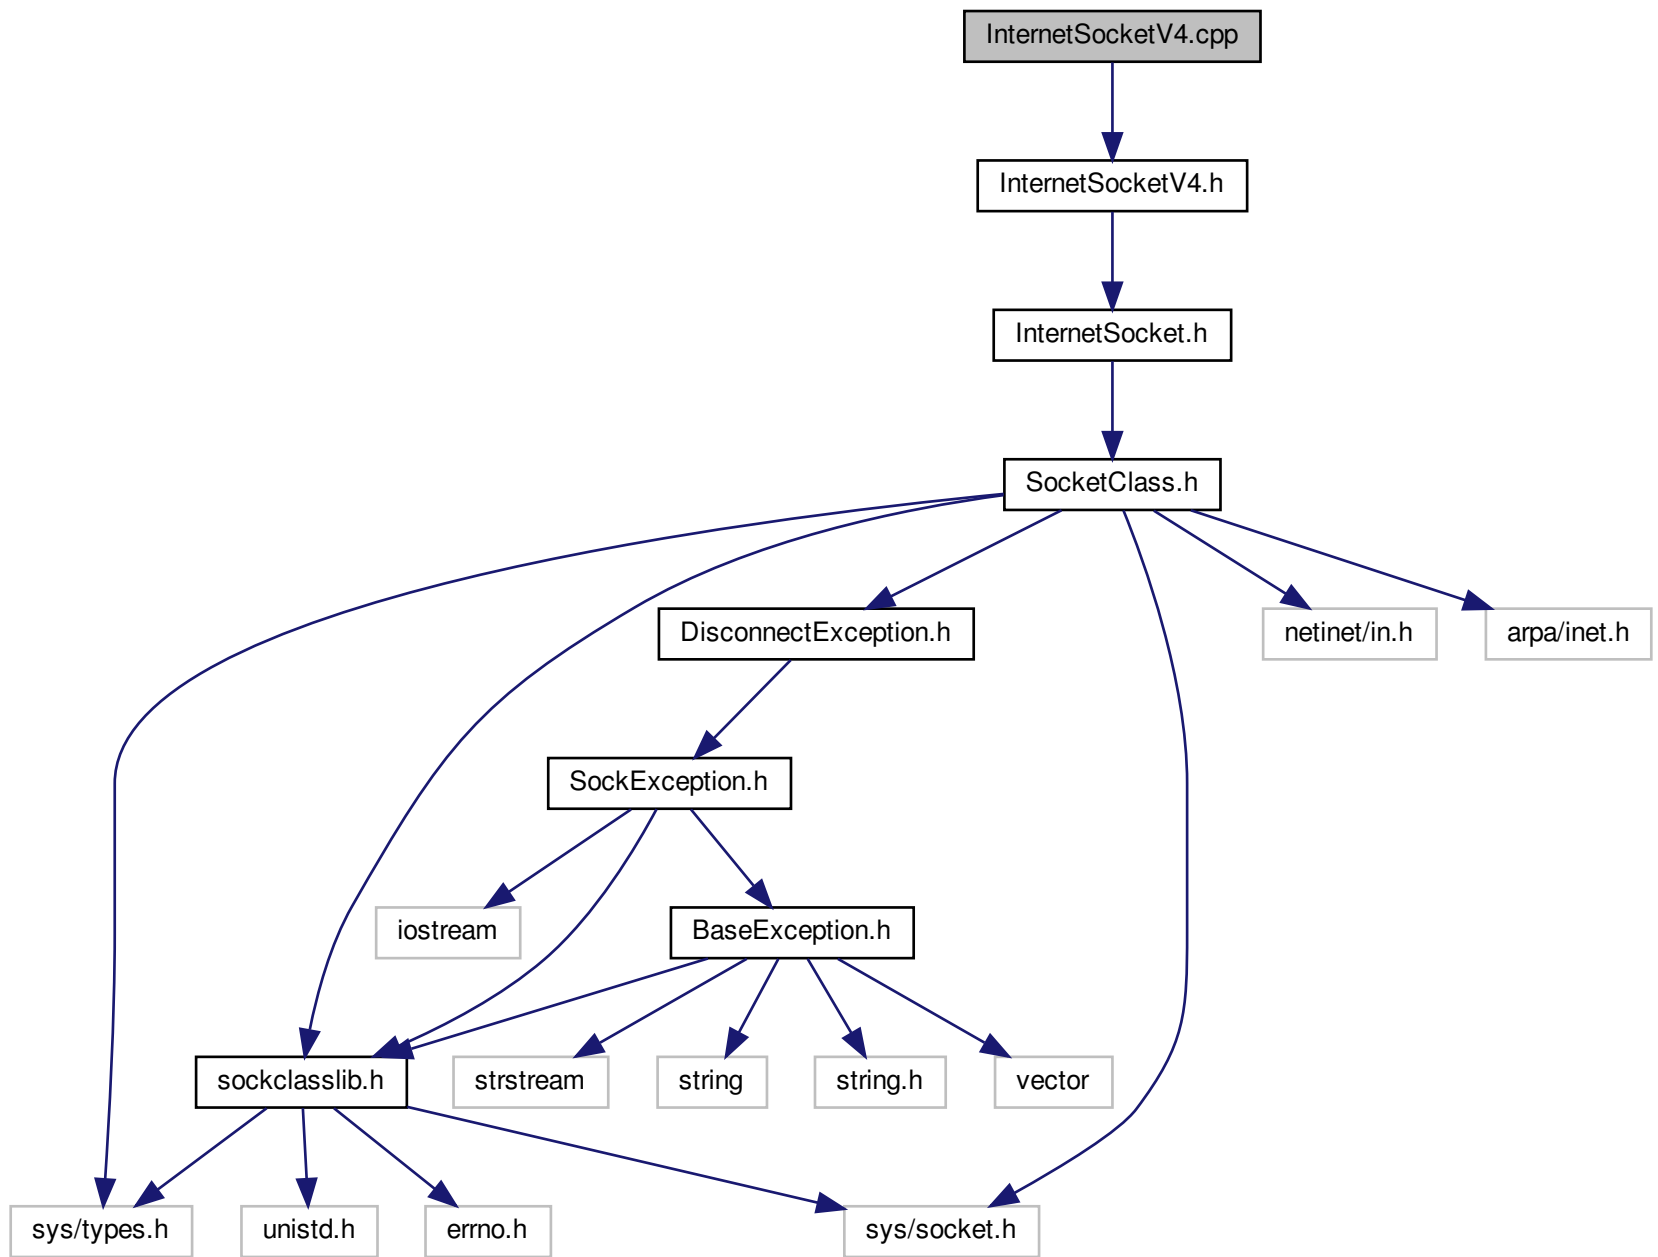 InternetSocketV4.cpp
InternetSocketV4.h
InternetSocket.h
SocketClass.h
DisconnectException.h
netinet/in.h
arpa/inet.h
SockException.h
iostream
BaseException.h
sockclasslib.h
strstream
string
string.h
vector
sys/types.h
unistd.h
errno.h
sys/socket.h